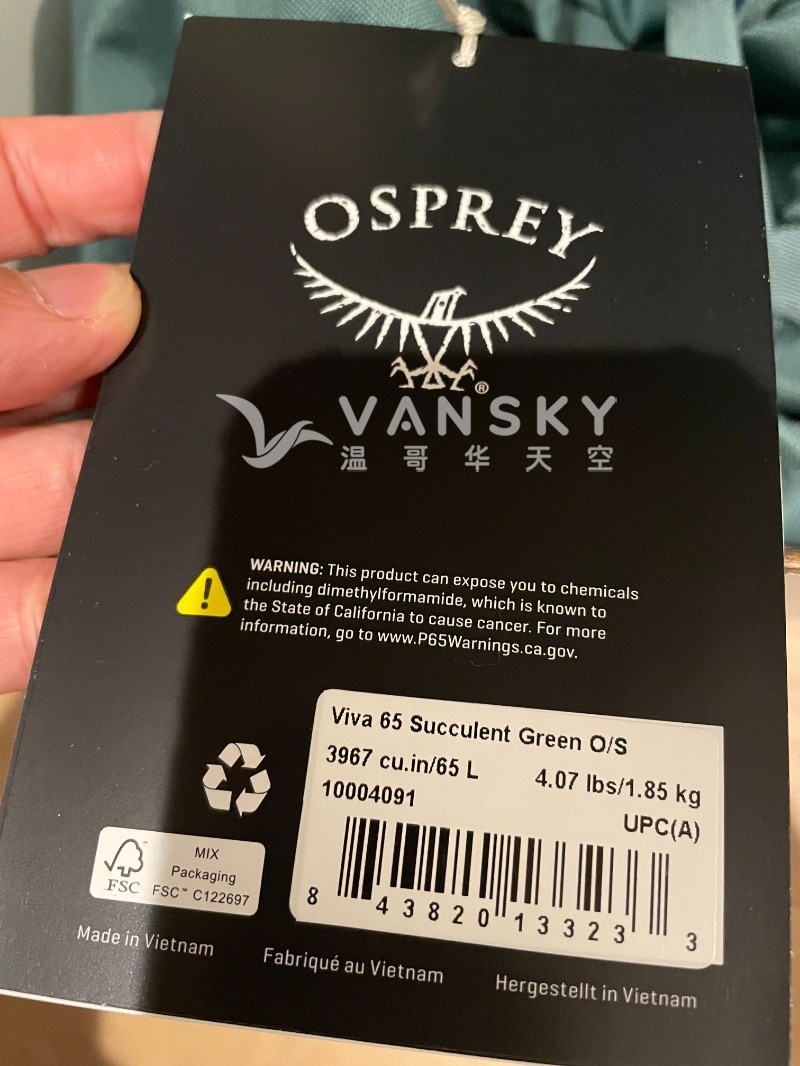 OSPREY
®
VANSKY
温哥华天空
WARNING: This product can expose you to chemicals
including dimethylformamide, which is known to
the State of California to cause cancer. For more
information, go to www.P65Warnings.ca.gov.
Viva 65 Succulent Green O/S
3967 cu.in/65 L 4.07 lbs/1.85 kg
10004091
UPC(A)
8 43820 13323 3
MIX
Packaging
FSC FSC™ C122697
Made in Vietnam Fabriqué au Vietnam Hergestellt in Vietnam